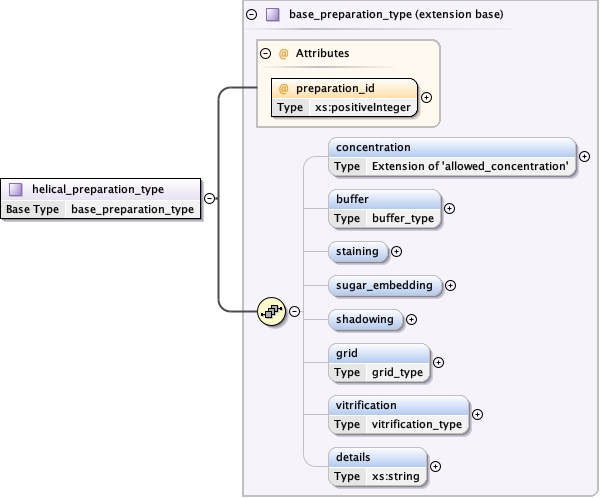 base_preparation_type (extension base)
@ Attributes
@ preparation_id
Type xs:positiveInteger
helical_preparation_type
Base Type base_preparation_type
concentration
Type Extension of 'allowed_concentration'
buffer
Type buffer_type
staining
sugar_embedding
shadowing
grid
Type grid_type
vitrification
Type vitrification_type
details
Type xs:string